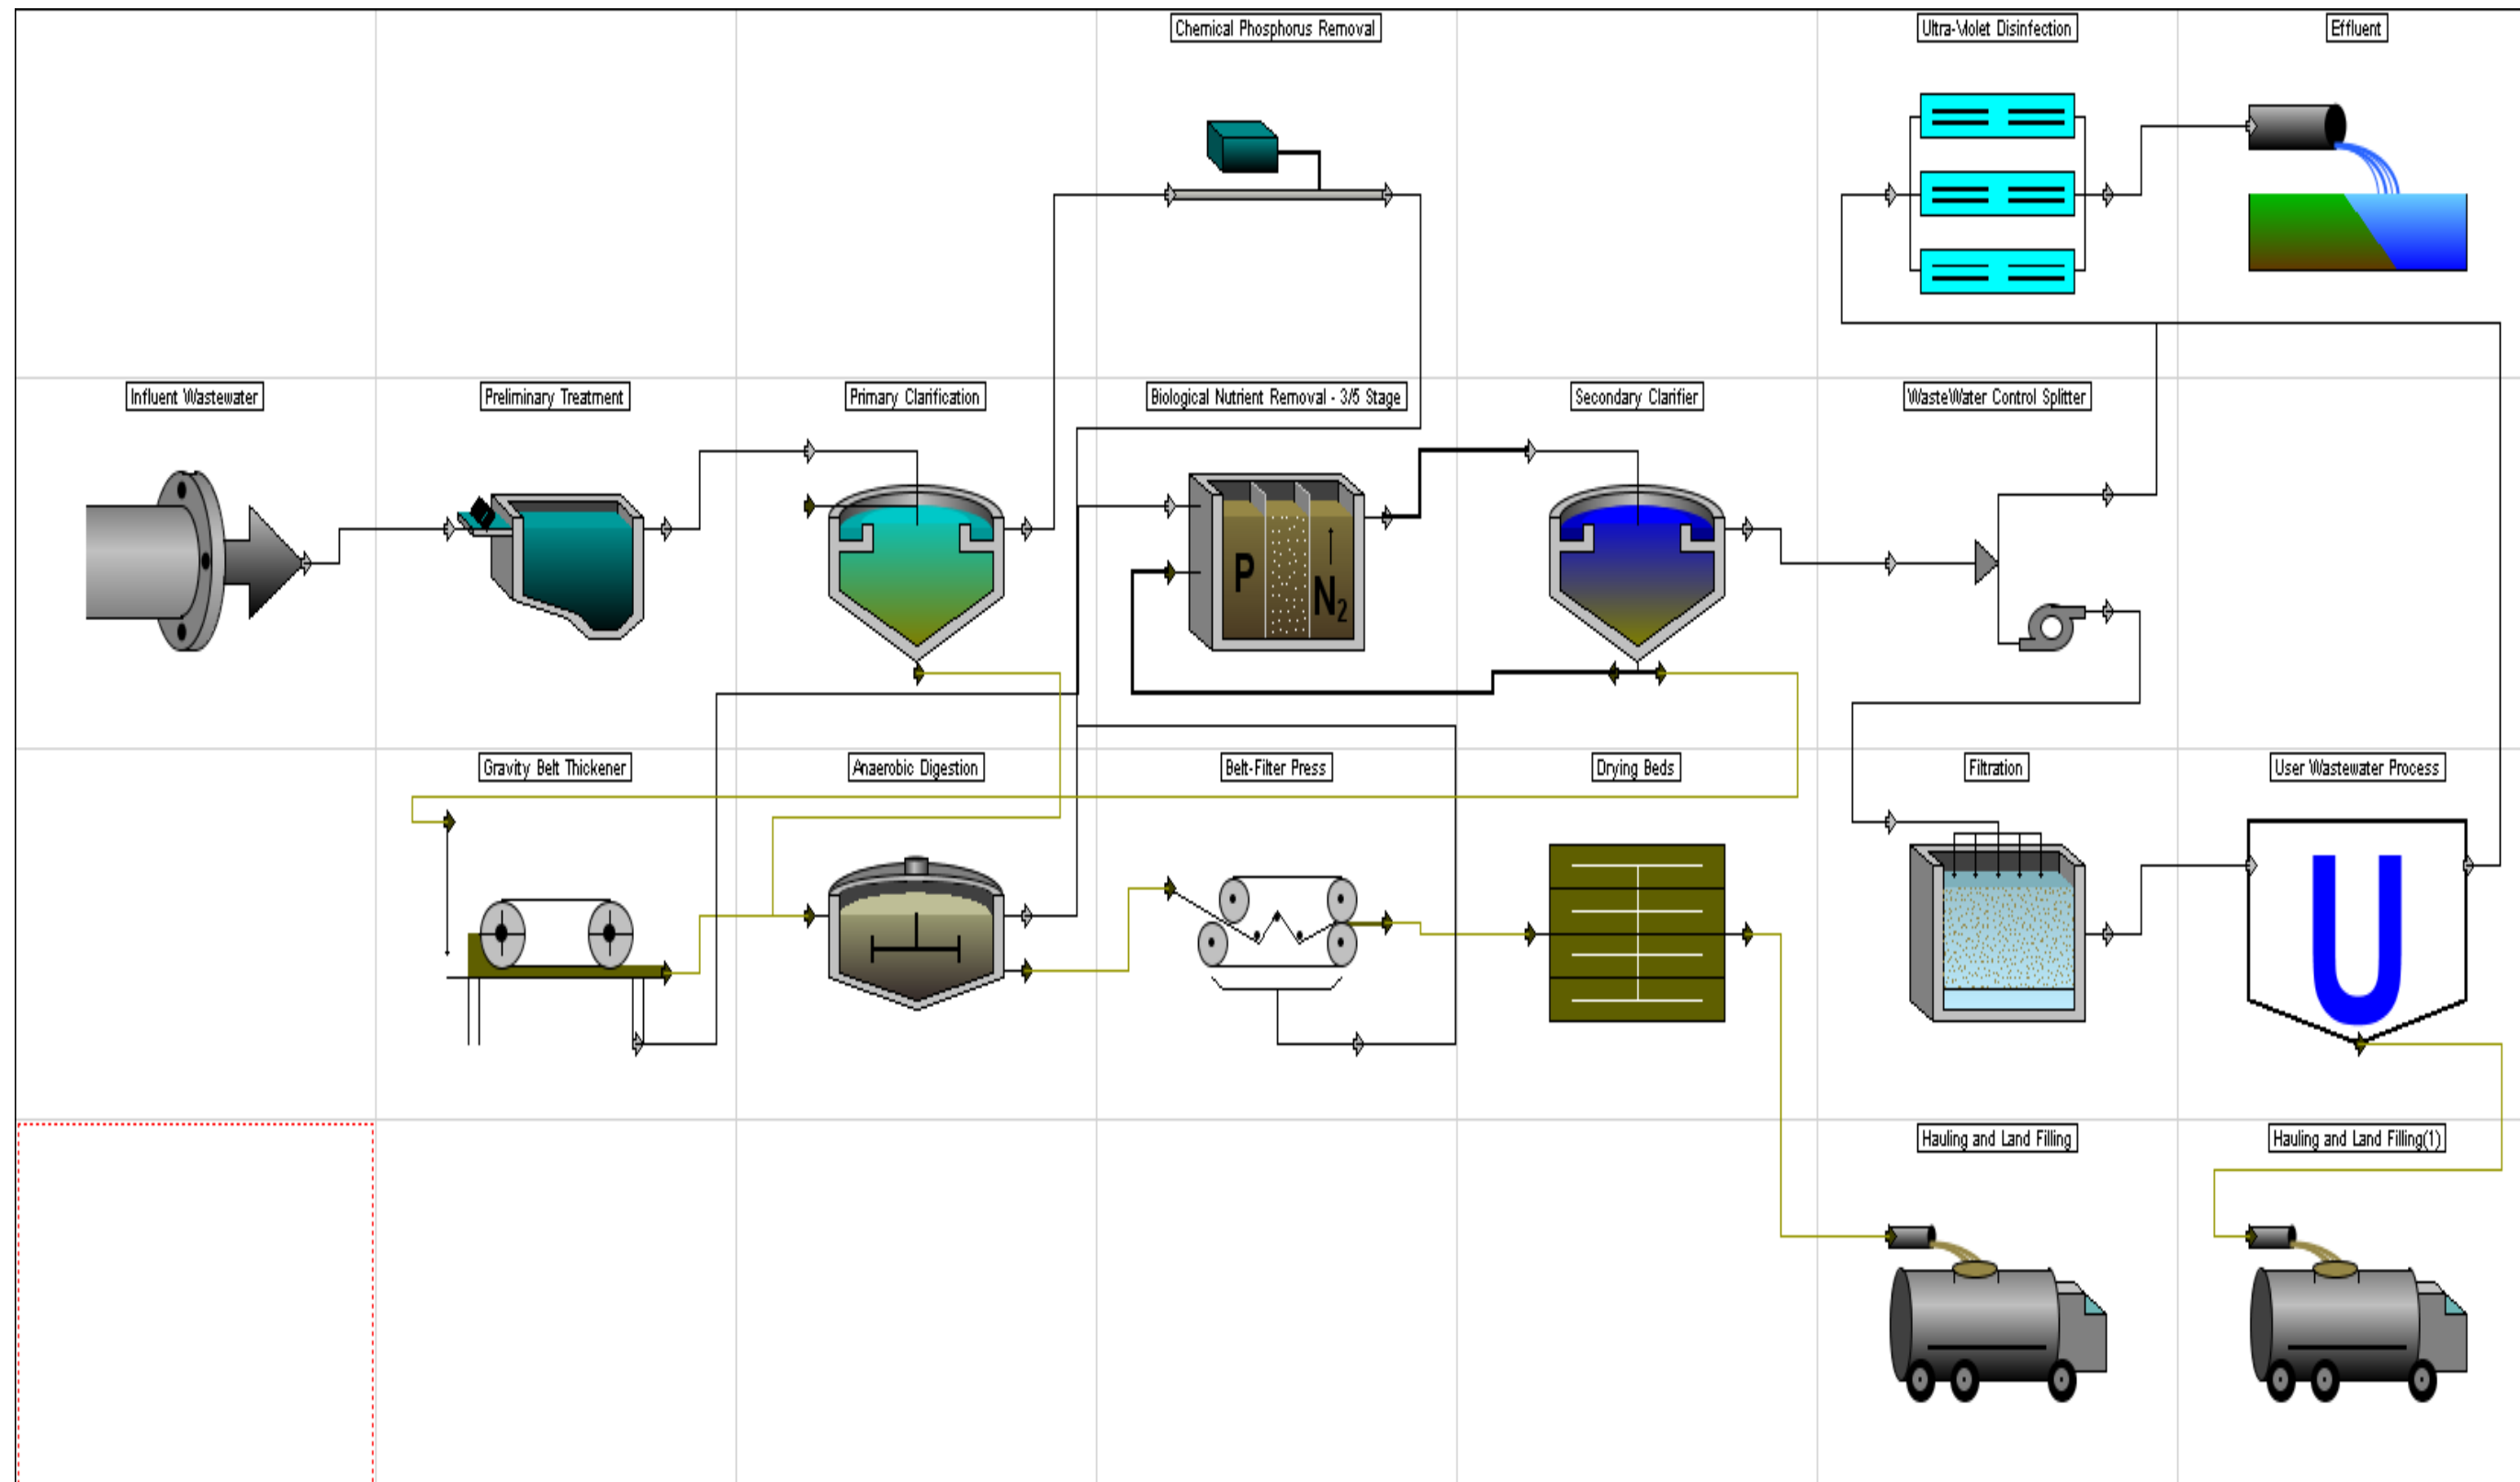 Chemical Phosphorus Removal
Ultra-Violet Disinfection
Effluent
Influent Wastewater
Preliminary Treatment
Primary Clarification
Biological Nutrient Removal - 3/5 Stage
Secondary Clarifier
WasteWater Control Splitter
P
N2
Gravity Belt Thickener
Anaerobic Digestion
Belt-Filter Press
Drying Beds
Filtration
User Wastewater Process
U
Hauling and Land Filling
Hauling and Land Filling(1)